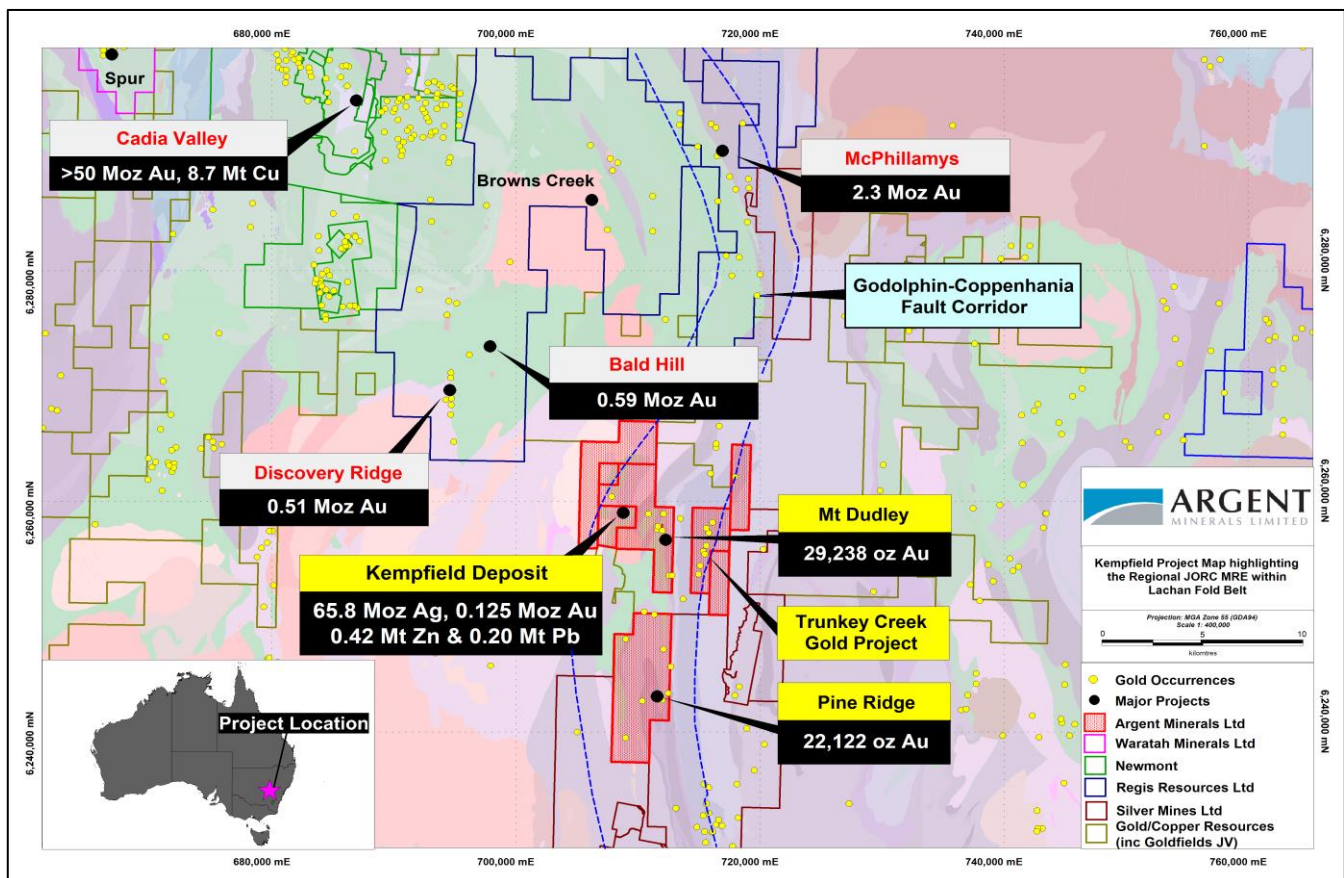 680,000 mE
700,000 mE
720,000 mE
740,000 mE
760,000 mE
Spur
Cadia Valley
>50 Moz Au, 8.7 Mt Cu
Browns Creek
McPhillamys
2.3 Moz Au
6,280,000 mN
6,280,000 mN
Godolphin-Coppenhania
Fault Corridor
Bald Hill
0.59 Moz Au
Discovery Ridge
0.51 Moz Au
6,260,000 mN
6,260,000 mN
Mt Dudley
29,238 oz Au
Kempfield Deposit
65.8 Moz Ag, 0.125 Moz Au
0.42 Mt Zn & 0.20 Mt Pb
Trunkey Creek
Gold Project
Pine Ridge
22,122 oz Au
6,240,000 mN
6,240,000 mN
Project Location
ARGENT
MINERALS LIMITED
Kempfield Project Map highlighting
the Regional JORC MRE within
Lachan Fold Belt
Projection: MGA Zone 55 (GDA94)
Scale 1: 400,000
0 5 10
kilomtres
Gold Occurrences
Major Projects
Argent Minerals Ltd
Waratah Minerals Ltd
Newmont
Regis Resources Ltd
Silver Mines Ltd
Gold/Copper Resources
(inc Goldfields JV)
680,000 mE
700,000 mE
720,000 mE
740,000 mE
760,000 mE